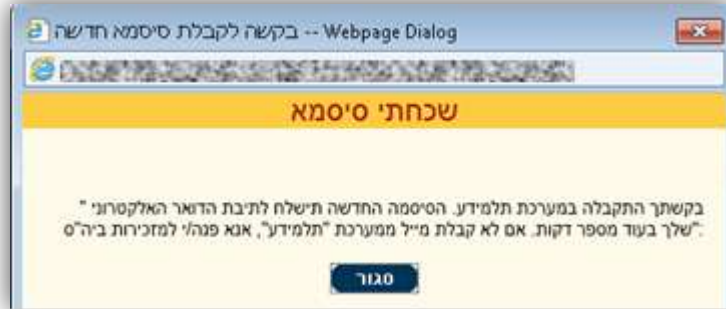 בקשה לקבלת סיסמא חדשה -- Webpage Dialog
שכחתי סיסמא
בקשתך התקבלה במערכת תלמידע. הסיסמה החדשה תישלח לתיבת הדואר האלקטרוני "
שלך בעוד מספר דקות. אם לא קבלת מייל ממערכת "תלמידע", אנא פנה/י למזכירות ביה"ס":
סגור